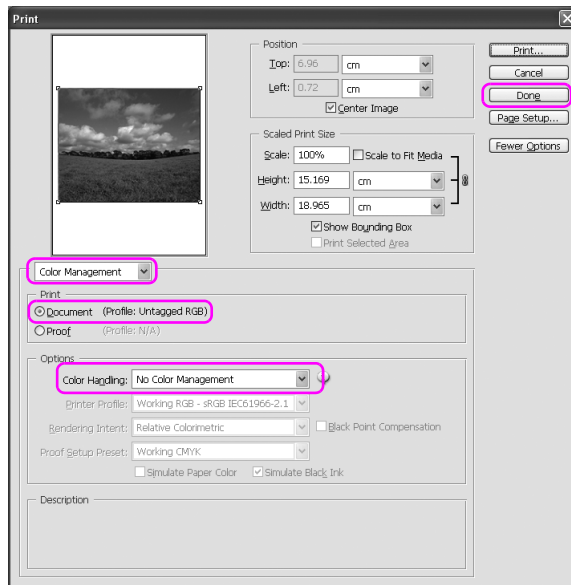 Print
Position
Top: 6.96 cm
Left: 0.72 cm
Center Image
Scaled Print Size
Scale: 100% Scale to Fit Media
Height: 15.169 cm
Width: 18.965 cm
Show Bounding Box
Print Selected Area
Print...
Cancel
Done
Page Setup...
Fewer Options
Color Management
Print
Document (Profile: Untagged RGB)
Proof (Profile: N/A)
Options
Color Handling: No Color Management
Printer Profile: Working RGB - sRGB IEC61966-2.1
Rendering Intent: Relative Colorimetric Black Point Compensation
Proof Setup Preset: Working CMYK
Simulate Paper Color Simulate Black Ink
Description